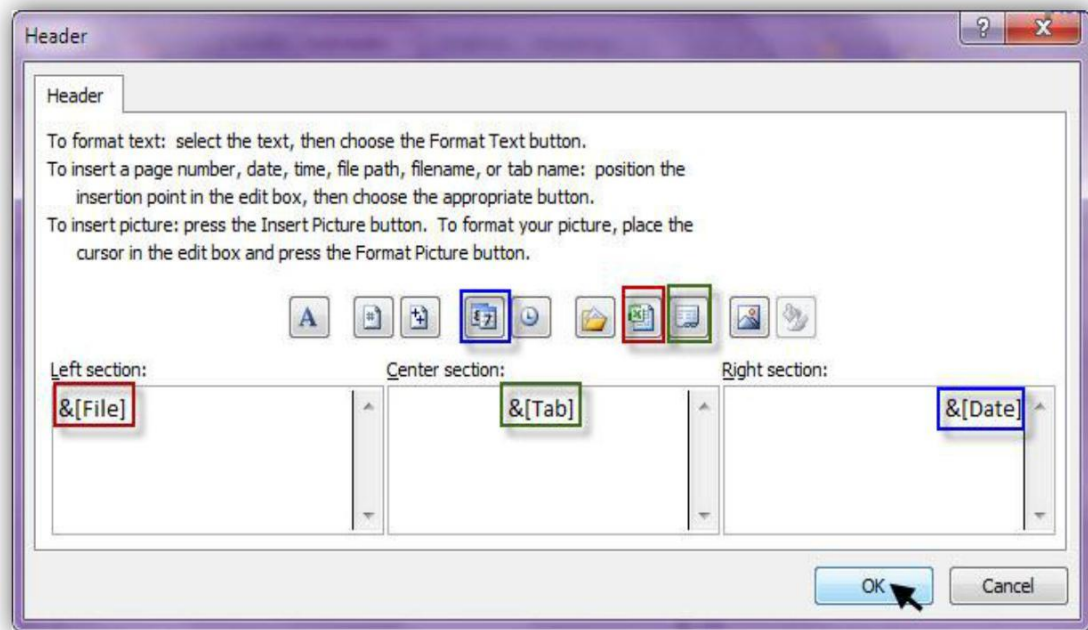 Header
Header
To format text:  select the text, then choose the Format Text button.
To insert a page number, date, time, file path, filename, or tab name:  position the
insertion point in the edit box, then choose the appropriate button.
To insert picture: press the Insert Picture button.  To format your picture, place the
cursor in the edit box and press the Format Picture button.
A
Left section: Center section: Right section:
&[File] &[Tab] &[Date]
OK Cancel